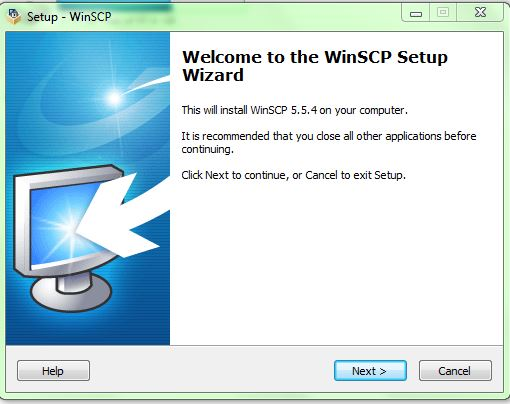 Setup - WinSCP
Welcome to the WinSCP Setup
Wizard
This will install WinSCP 5.5.4 on your computer.
It is recommended that you close all other applications before
continuing.
Click Next to continue, or Cancel to exit Setup.
Help
Next >
Cancel